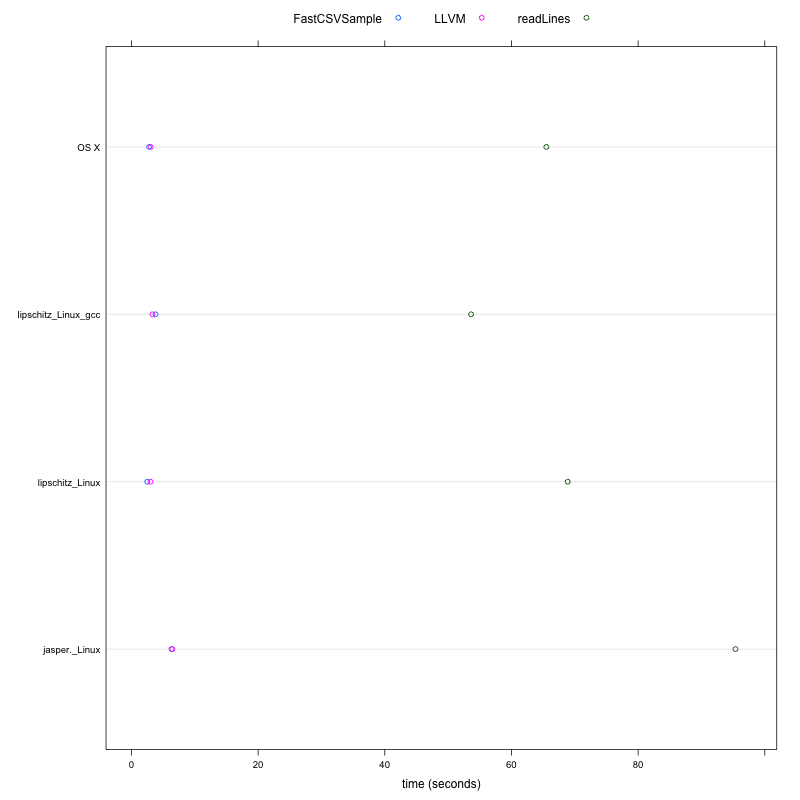 FastCSVSample LLVM readLines
OS X
lipschitz_Linux_gcc
lipschitz_Linux
jasper._Linux
0 20 40 60 80
time (seconds)